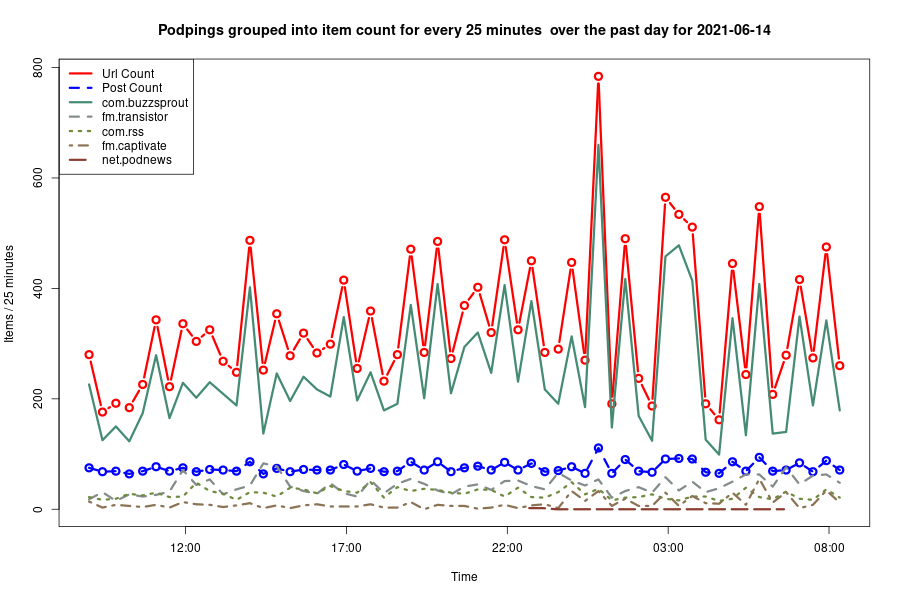 Podpings grouped into item count for every 25 minutes  over the past day for 2021-06-14
Items / 25 minutes
800
600
400
200
0
Url Count
Post Count
com.buzzsprout
fm.transistor
com.rss
fm.captivate
net.podnews
12:00
17:00
22:00
03:00
08:00
Time